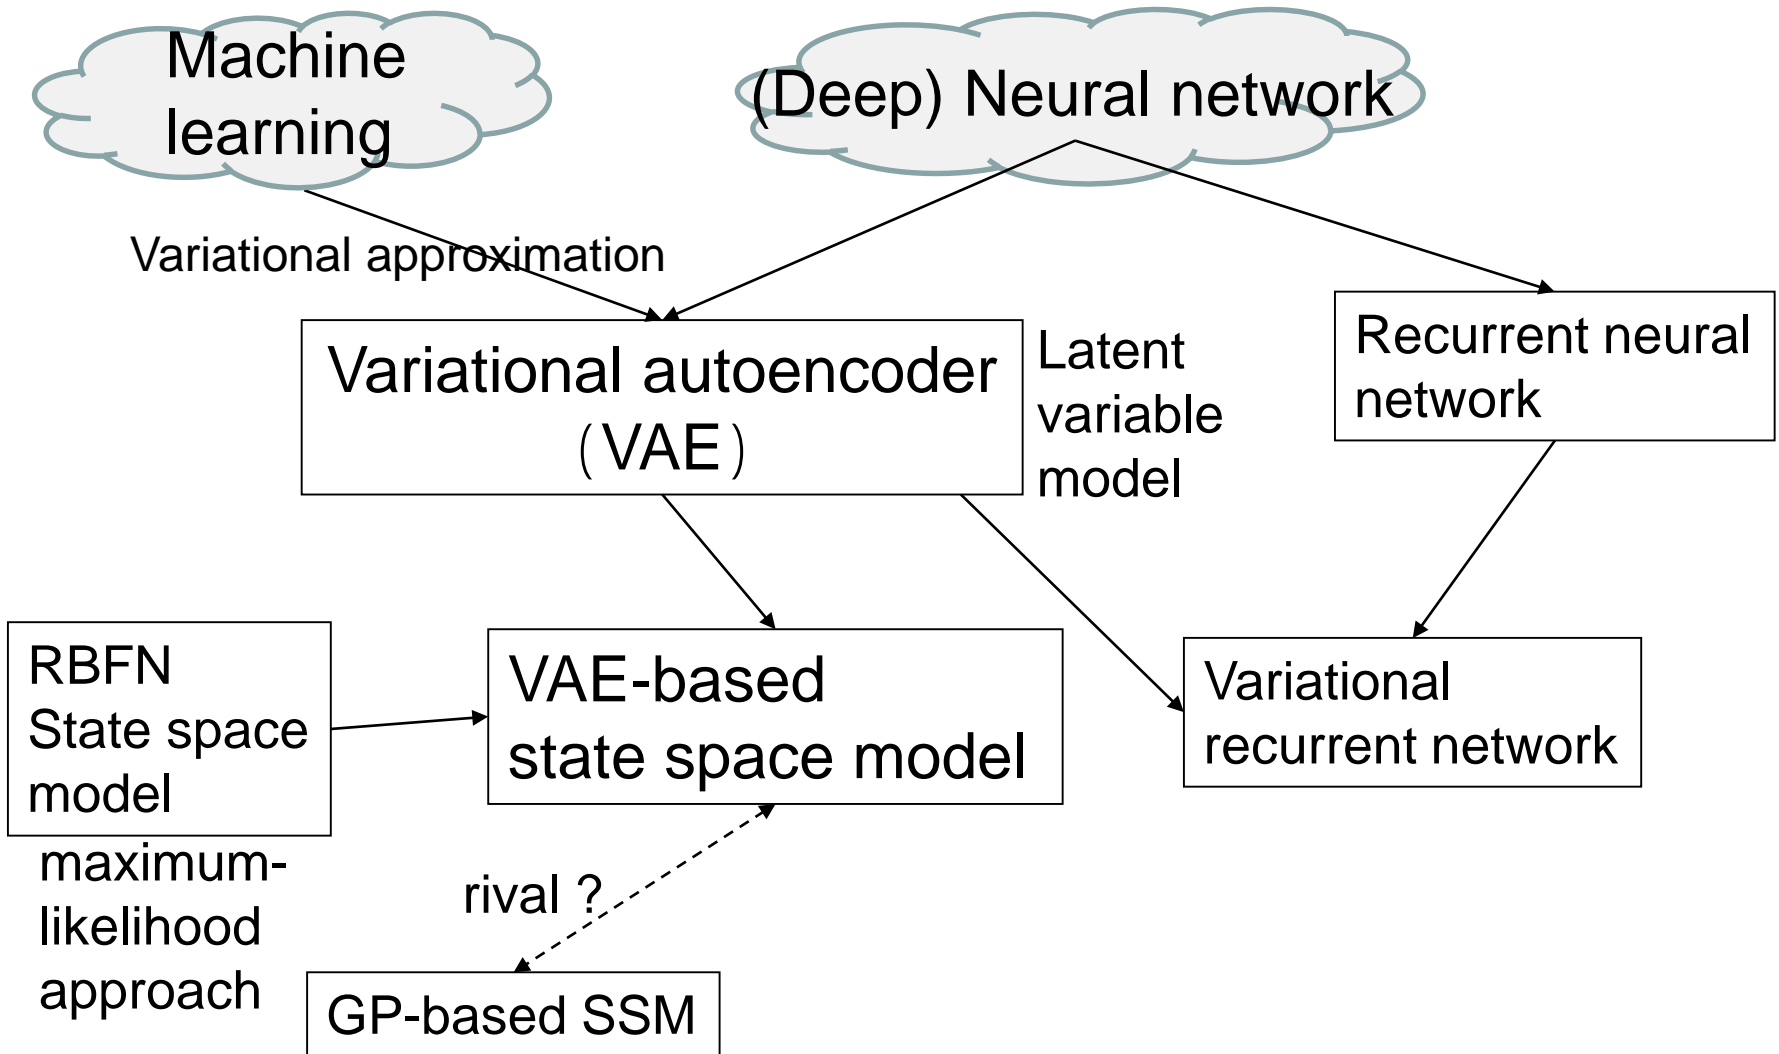 Machine
learning
(Deep) Neural network
Variational approximation
Variational autoencoder
(VAE)
Latent
variable
model
Recurrent neural
network
RBFN
State space
model
maximum-
likelihood
approach
VAE-based
state space model
Variational
recurrent network
rival ?
GP-based SSM